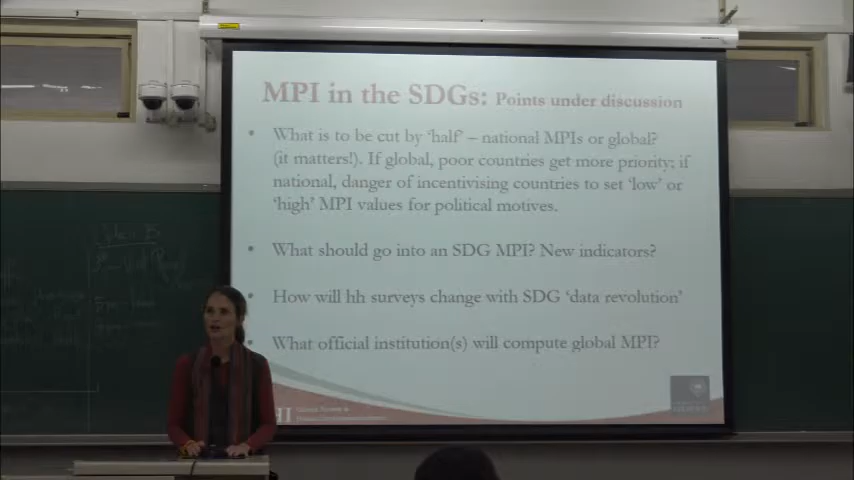 MPI in the SDGs: Points under discussion
• What is to be cut by 'half' – national MPIs or global?
(it matters!). If global, poor countries get more priority; if
national, danger of incentivising countries to set 'low' or
'high' MPI values for political motives.
• What should go into an SDG MPI? New indicators?
• How will hh surveys change with SDG 'data revolution'
• What official institution(s) will compute global MPI?
HI